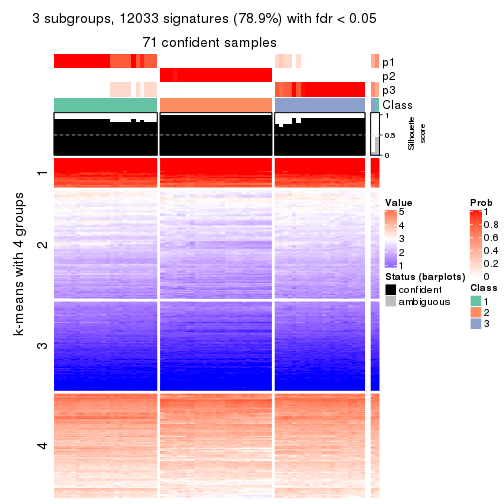 3 subgroups, 12033 signatures (78.9%) with fdr < 0.05
71 confident samples
p1
p2
p3
Class
1
0.5
0
Silhouette
score
k-means with 4 groups
1
2
3
4
Value
5
4
3
2
1
Status (barplots)
confident
ambiguous
Prob
1
0.8
0.6
0.4
0.2
0
Class
1
2
3